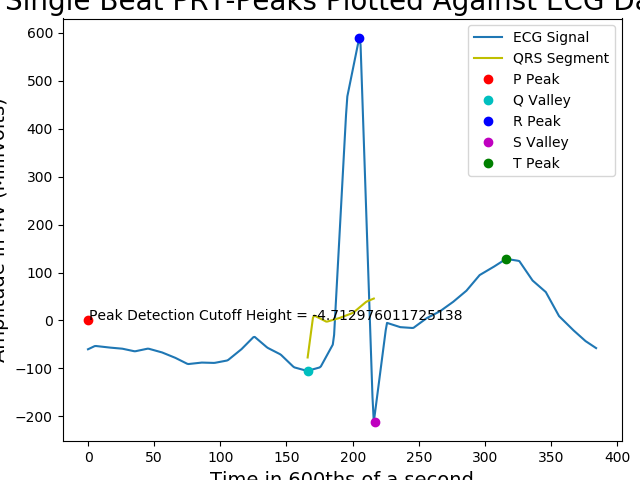 Single Beat PRT-Peaks Plotted Against ECG Da
600
500
400
300
200
100
0
−100
−200
Amplitude in MV (Millivolts)
ECG Signal
QRS Segment
P Peak
Q Valley
R Peak
S Valley
T Peak
Peak Detection Cutoff Height = -4.712976011725138
0
50
100
150
200
250
300
350
400
Time in 600ths of a second